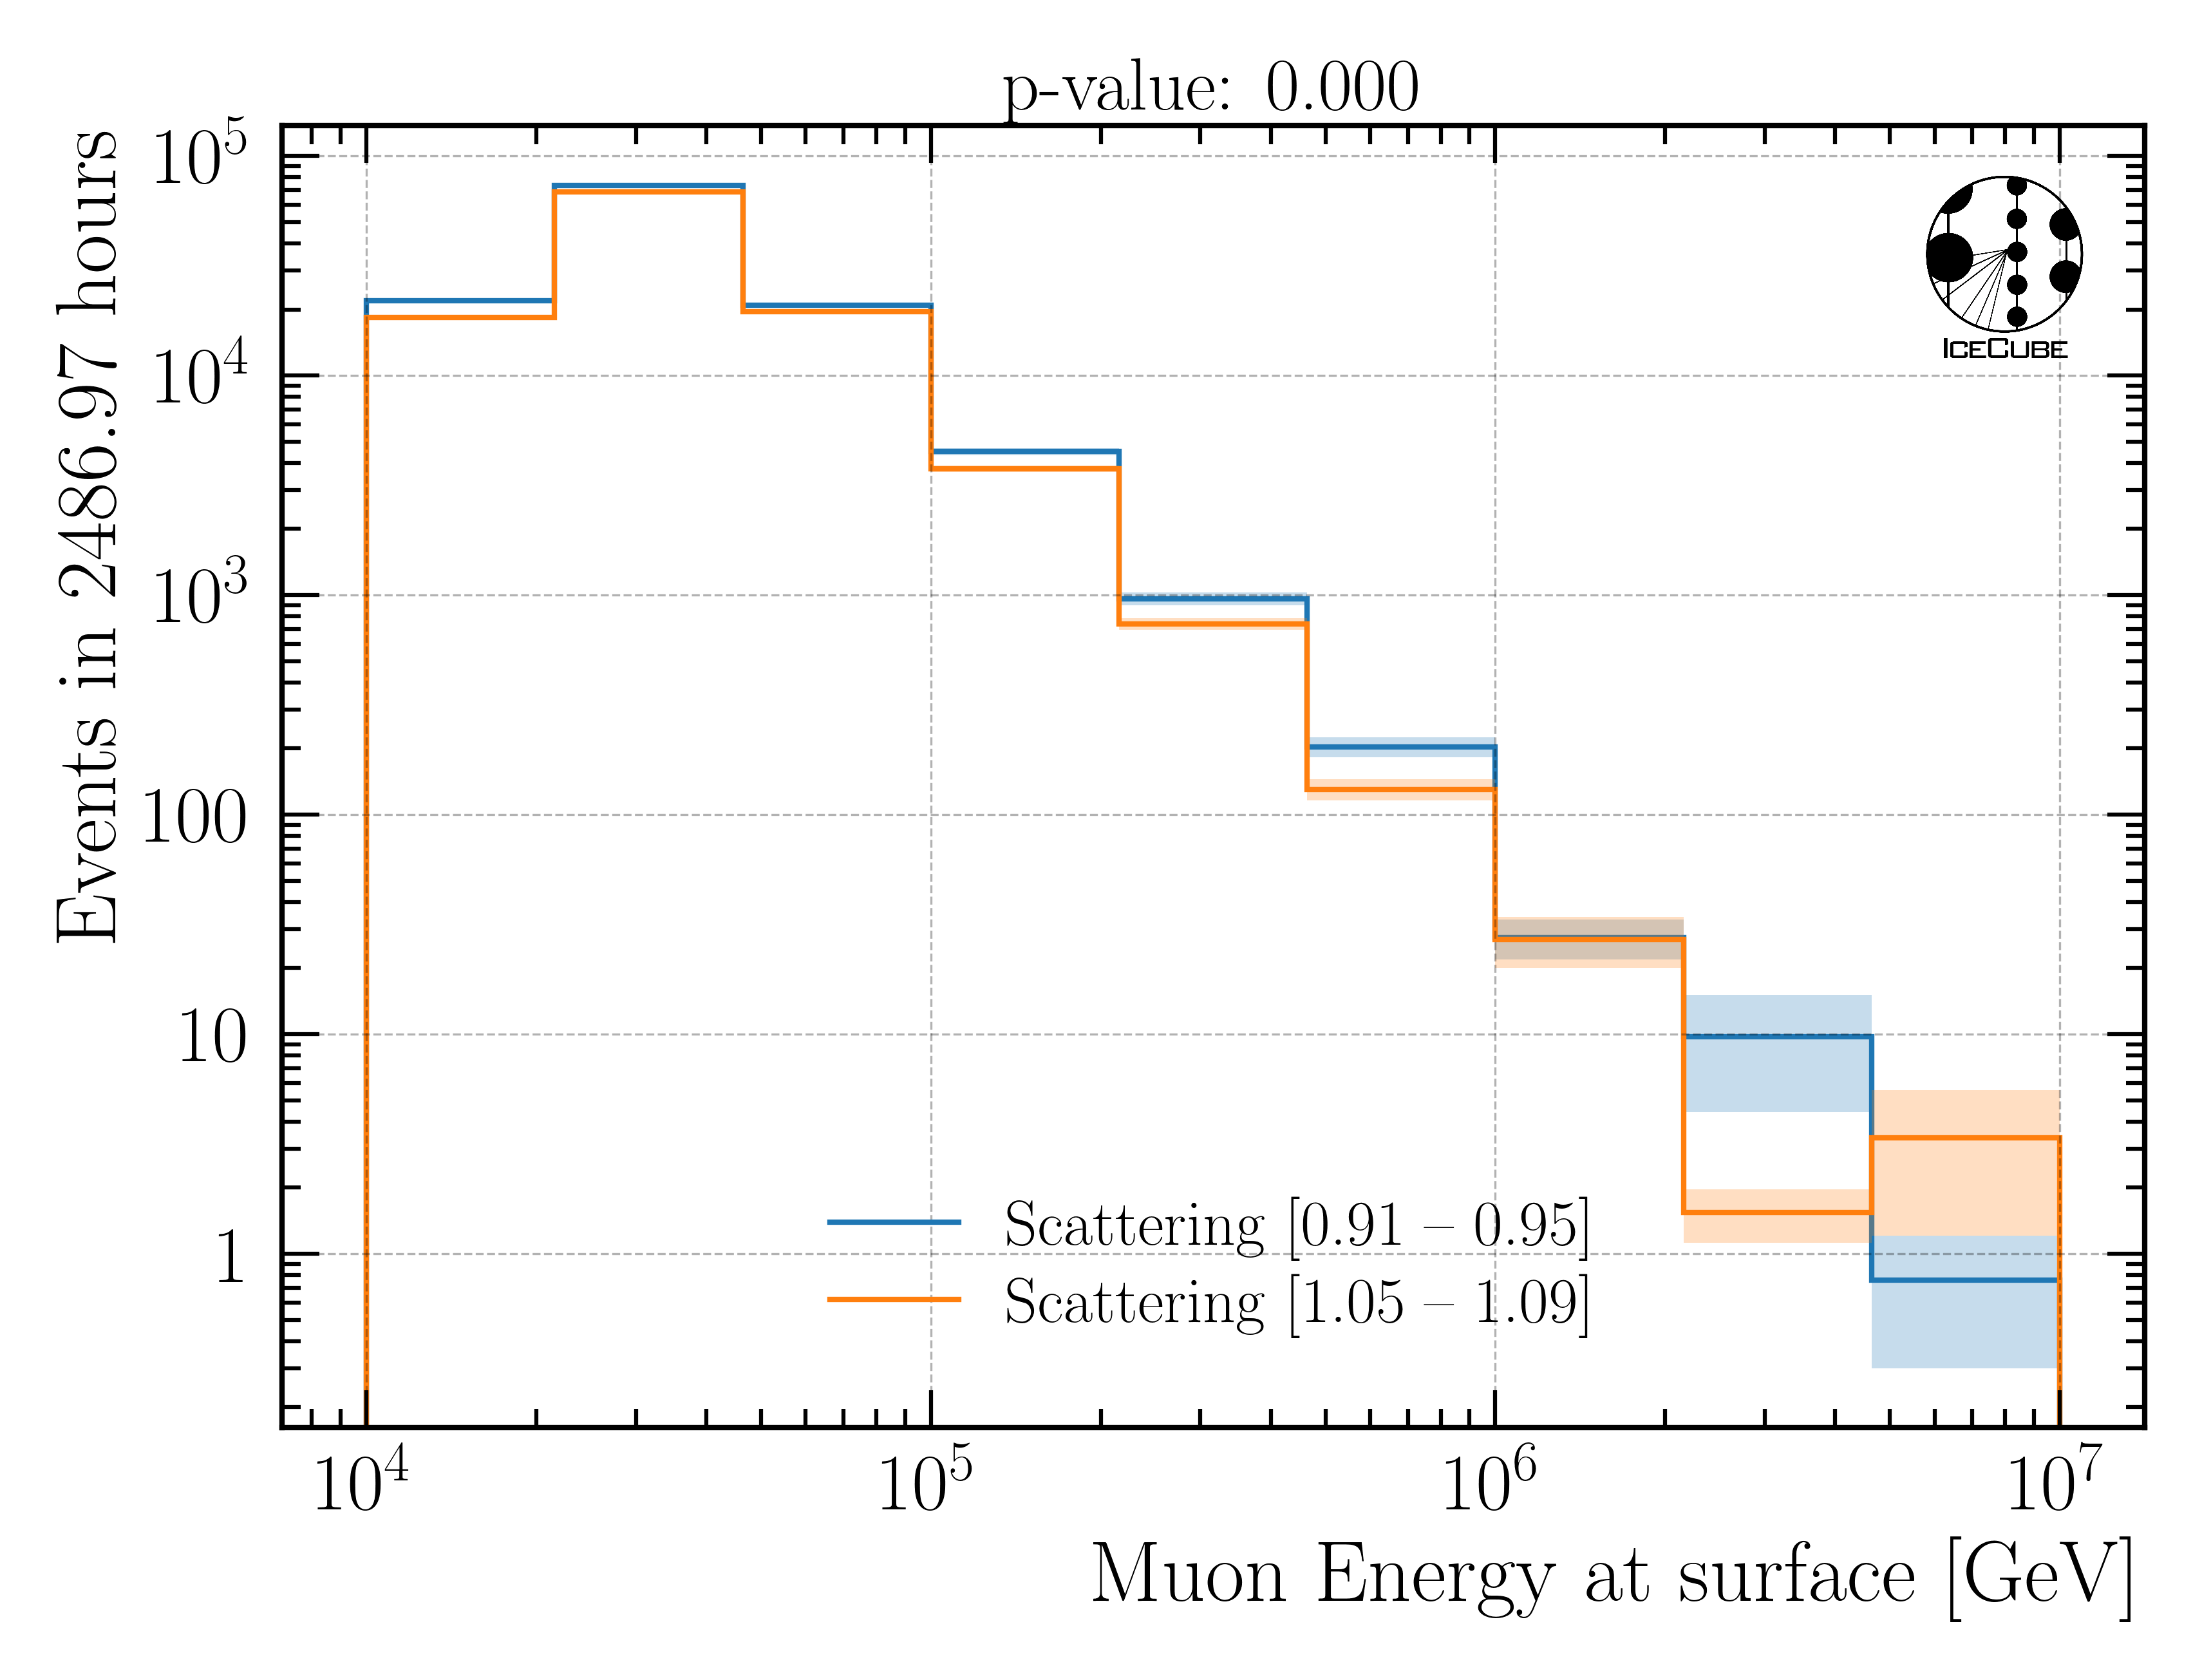 p-value: 0.000
Events in 2486.97 hours
10^5
10^4
10^3
100
10
1
ICECUBE
Scattering [0.91 – 0.95]
Scattering [1.05 – 1.09]
10^4 10^5 10^6 10^7
Muon Energy at surface [GeV]